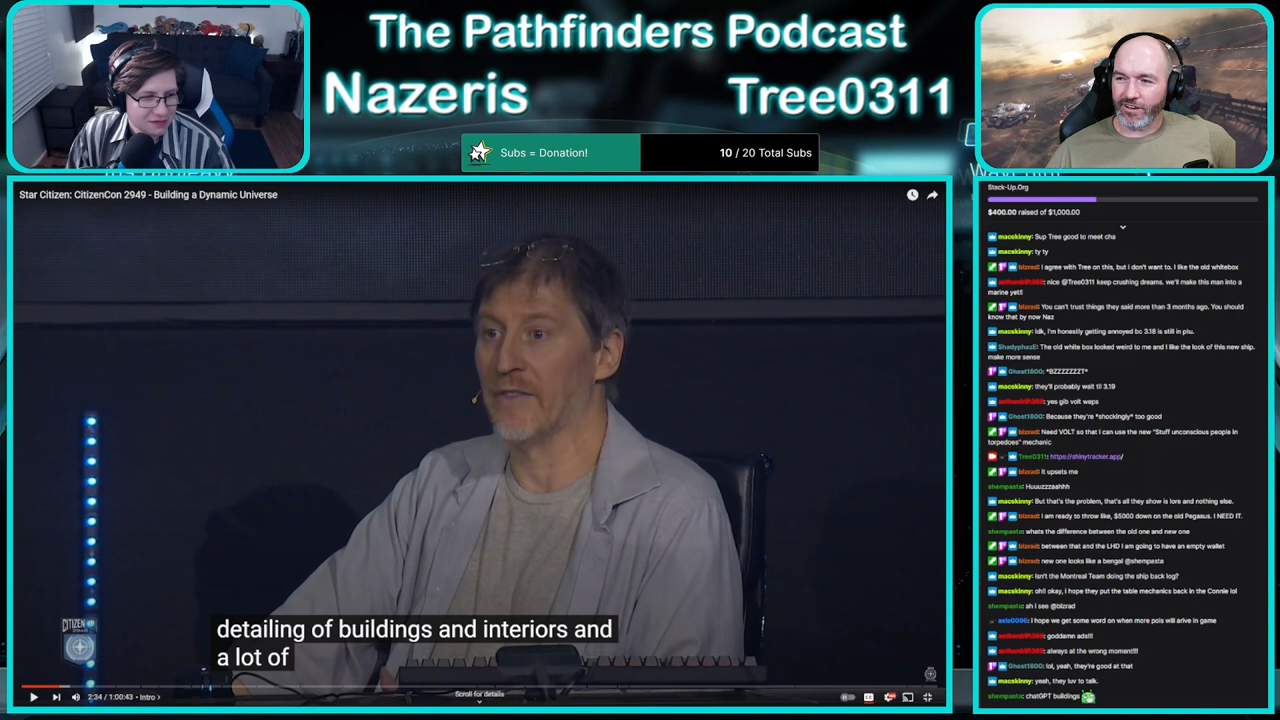 The Pathfinders Podcast
Nazeris
Tree0311
Subs = Donation!
10 / 20 Total Subs
Star Citizen: CitizenCon 2949 - Building a Dynamic Universe
detailing of buildings and interiors and
a lot of
CITIZEN
2:34 / 1:00:43 • Intro ›
Scroll for details
Stack-Up.Org
$400.00 raised of $1,000.00
macskinny: Sup Tree good to meet cha
macskinny: ty ty
blzrad: I agree with Tree on this, but i don't want to. I like the old whitebox
nice @Tree0311 keep crushing dreams. we'll make this man into a
marine yet!!
blzrad: You can't trust things they said more than 3 months ago. You should
know that by now Naz
macskinny: Idk, I'm honestly getting annoyed bc 3.18 is still in ptu.
ShadyphazE: The old white box looked weird to me and I like the look of this new ship.
make more sense
Ghost1800: *BZZZZZZZT*
macskinny: they'll probably wait til 3.19
yes gib volt weps
Ghost1800: Because they're *shockingly* too good
blzrad: Need VOLT so that I can use the new "Stuff unconscious people in
torpedoes" mechanic
Tree0311: https://shinytracker.app/
blzrad: It upsets me
shempasta: Huuuzzzaahhh
macskinny: But that's the problem, that's all they show is lore and nothing else.
blzrad: I am ready to throw like, $5000 down on the old Pegasus. I NEED IT.
shempasta: whats the difference between the old one and new one
blzrad: between that and the LHD I am going to have an empty wallet
blzrad: new one looks like a bengal @shempasta
macskinny: Isn't the Montreal Team doing the ship back log?
macskinny: oh!! okay, i hope they put the table mechanics back in the Connie lol
shempasta: ah i see @blzrad
axis0096: I hope we get some word on when more pois will arive in game
goddamn ads!!!
always at the wrong moment!!!!
Ghost1800: lol, yeah, they're good at that
macskinny: yeah, they luv to talk.
shempasta: chatGPT buildings